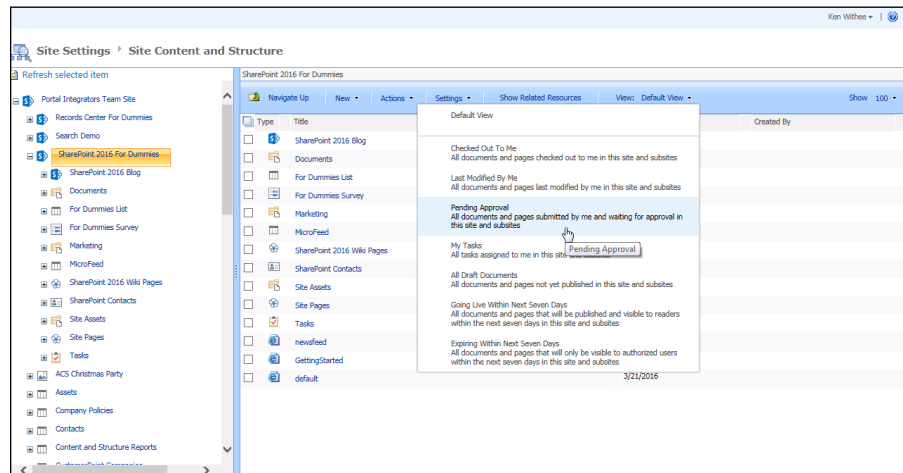 Ken Withee
Site Settings Site Content and Structure
Refresh selected item
Portal Integrators Team Site
Records Center For Dummies
Search Demo
SharePoint 2016 For Dummies
SharePoint 2016 Blog
Documents
For Dummies List
For Dummies Survey
Marketing
MicroFeed
SharePoint 2016 Wiki Pages
SharePoint Contacts
Site Assets
Site Pages
Tasks
ACS Christmas Party
Assets
Company Policies
Contacts
Content and Structure Reports
SharePoint 2016 For Dummies
Navigate Up New Actions Settings Show Related Resources View: Default View Show 100
Type Title Created By
SharePoint 2016 Blog
Documents
For Dummies List
For Dummies Survey
Marketing
MicroFeed
SharePoint 2016 Wiki Pages
SharePoint Contacts
Site Assets
Site Pages
Tasks
newsfeed
GettingStarted
default 3/21/2016
Default View
Checked Out To Me
All documents and pages checked out to me in this site and subsites
Last Modified By Me
All documents and pages last modified by me in this site and subsites
Pending Approval
All documents and pages submitted by me and waiting for approval in
this site and subsites
My Tasks
All tasks assigned to me in this site
Pending Approval
All Draft Documents
All documents and pages not yet published in this site and subsites
Going Live Within Next Seven Days
All documents and pages that will be published and visible to readers
within the next seven days in this site and subsites
Expiring Within Next Seven Days
All documents and pages that will only be visible to authorized users
within the next seven days in this site and subsites